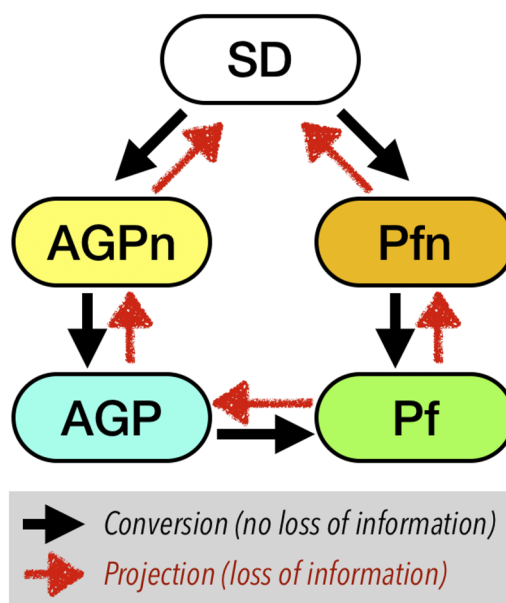 SD
AGPn
Pfn
AGP
Pf
Conversion (no loss of information)
Projection (loss of information)